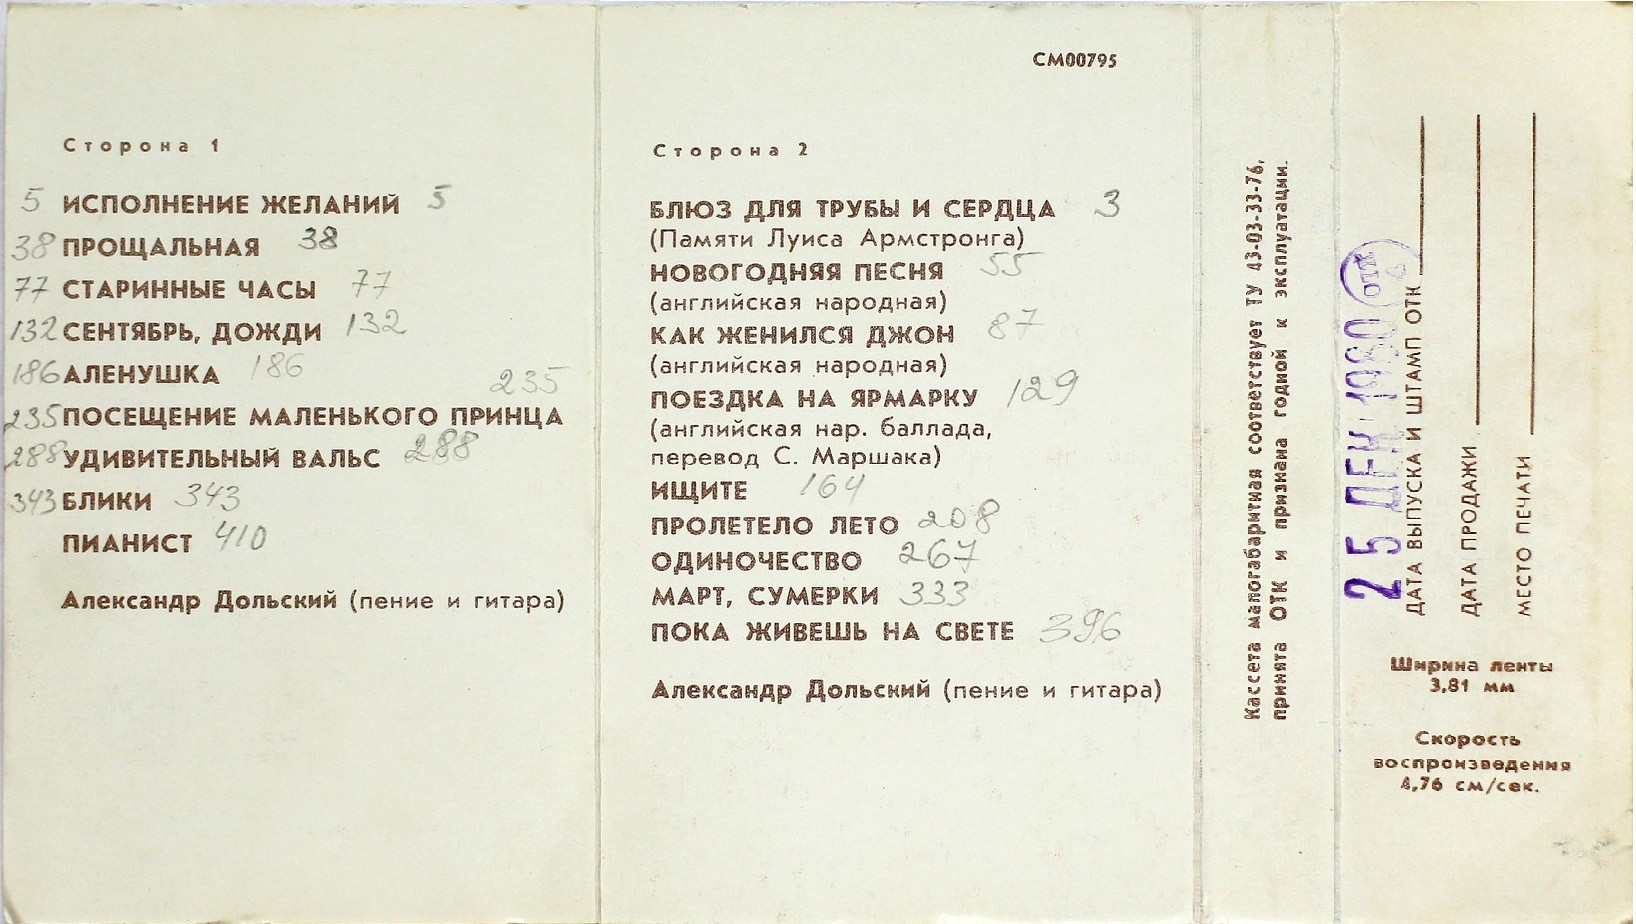 Сторона 1
5 ИСПОЛНЕНИЕ ЖЕЛАНИЙ 5
38 ПРОЩАЛЬНАЯ 38
77 СТАРИННЫЕ ЧАСЫ 77
132 СЕНТЯБРЬ, ДОЖДИ 132
186 АЛЕНУШКА 186
235
235 ПОСЕЩЕНИЕ МАЛЕНЬКОГО ПРИНЦА
288 УДИВИТЕЛЬНЫЙ ВАЛЬС 288
343 БЛИКИ 343
ПИАНИСТ 410
Александр Дольский (пение и гитара)
СМ00795
Сторона 2
БЛЮЗ ДЛЯ ТРУБЫ И СЕРДЦА 3
(Памяти Луиса Армстронга)
НОВОГОДНЯЯ ПЕСНЯ 55
(английская народная)
КАК ЖЕНИЛСЯ ДЖОН 87
(английская народная)
ПОЕЗДКА НА ЯРМАРКУ 129
(английская нар. баллада,
перевод С. Маршака)
ИЩИТЕ 164
ПРОЛЕТЕЛО ЛЕТО 208
ОДИНОЧЕСТВО 267
МАРТ, СУМЕРКИ 333
ПОКА ЖИВЕШЬ НА СВЕТЕ 396
Александр Дольский (пение и гитара)
Кассета малогабаритная соответствует ТУ 43-03-33-76,
принята ОТК и признана годной к эксплуатации.
25 ДЕК 1980 ОТК 4
ДАТА ВЫПУСКА И ШТАМП ОТК
ДАТА ПРОДАЖИ
МЕСТО ПЕЧАТИ
Ширина ленты
3,81 мм
Скорость
воспроизведения
4,76 см/сек.